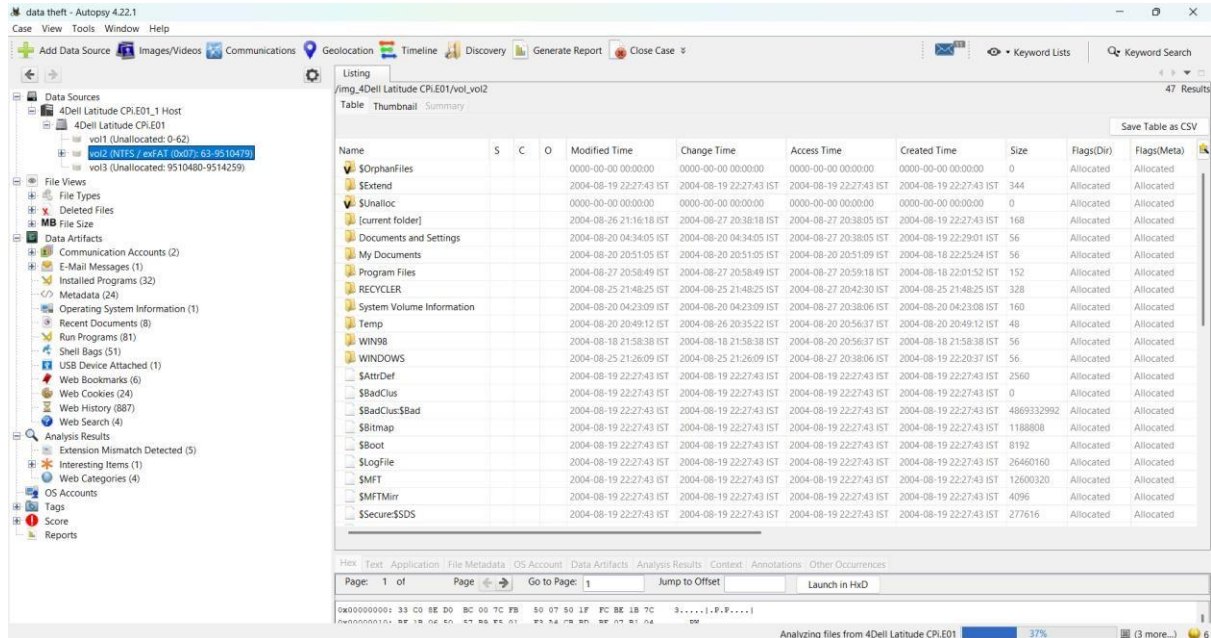 data theft - Autopsy 4.22.1
Case View Tools Window Help
Add Data Source Images/Videos Communications Geolocation Timeline Discovery Generate Report Close Case Keyword Lists Keyword Search
Listing
/img_4Dell Latitude CPi.E01/vol_vol2 47 Results
Table Thumbnail Summary
Save Table as CSV
Data Sources
4Dell Latitude CPi.E01_1 Host
4Dell Latitude CPi.E01
vol1 (Unallocated: 0-62)
vol2 (NTFS / exFAT (0x07): 63-9510479)
vol3 (Unallocated: 9510480-9514259)
File Views
File Types
Deleted Files
MB File Size
Data Artifacts
Communication Accounts (2)
E-Mail Messages (1)
Installed Programs (32)
Metadata (24)
Operating System Information (1)
Recent Documents (8)
Run Programs (81)
Shell Bags (51)
USB Device Attached (1)
Web Bookmarks (6)
Web Cookies (24)
Web History (887)
Web Search (4)
Analysis Results
Extension Mismatch Detected (5)
Interesting Items (1)
Web Categories (4)
OS Accounts
Tags
Score
Reports
Name S C O Modified Time Change Time Access Time Created Time Size Flags(Dir) Flags(Meta)
$OrphanFiles 0000-00-00 00:00:00 0000-00-00 00:00:00 0000-00-00 00:00:00 0000-00-00 00:00:00 0 Allocated Allocated
$Extend 2004-08-19 22:27:43 IST 2004-08-19 22:27:43 IST 2004-08-19 22:27:43 IST 2004-08-19 22:27:43 IST 344 Allocated Allocated
$Unalloc 0000-00-00 00:00:00 0000-00-00 00:00:00 0000-00-00 00:00:00 0000-00-00 00:00:00 0 Allocated Allocated
[current folder] 2004-08-26 21:16:18 IST 2004-08-27 20:38:18 IST 2004-08-27 20:38:05 IST 2004-08-19 22:27:43 IST 168 Allocated Allocated
Documents and Settings 2004-08-20 04:34:05 IST 2004-08-20 04:34:05 IST 2004-08-27 20:38:05 IST 2004-08-19 22:29:01 IST 56 Allocated Allocated
My Documents 2004-08-20 20:51:05 IST 2004-08-20 20:51:05 IST 2004-08-20 20:51:09 IST 2004-08-18 22:25:24 IST 56 Allocated Allocated
Program Files 2004-08-27 20:58:49 IST 2004-08-27 20:58:49 IST 2004-08-27 20:59:18 IST 2004-08-18 22:01:52 IST 152 Allocated Allocated
RECYCLER 2004-08-25 21:48:25 IST 2004-08-25 21:48:25 IST 2004-08-27 20:42:30 IST 2004-08-25 21:48:25 IST 328 Allocated Allocated
System Volume Information 2004-08-20 04:23:09 IST 2004-08-20 04:23:09 IST 2004-08-27 20:38:06 IST 2004-08-20 04:23:08 IST 160 Allocated Allocated
Temp 2004-08-20 20:49:12 IST 2004-08-26 20:35:22 IST 2004-08-20 20:56:37 IST 2004-08-20 20:49:12 IST 48 Allocated Allocated
WIN98 2004-08-18 21:58:38 IST 2004-08-18 21:58:38 IST 2004-08-20 20:56:37 IST 2004-08-18 21:58:38 IST 56 Allocated Allocated
WINDOWS 2004-08-25 21:26:09 IST 2004-08-25 21:26:09 IST 2004-08-27 20:38:06 IST 2004-08-19 22:20:37 IST 56 Allocated Allocated
$AttrDef 2004-08-19 22:27:43 IST 2004-08-19 22:27:43 IST 2004-08-19 22:27:43 IST 2004-08-19 22:27:43 IST 2560 Allocated Allocated
$BadClus 2004-08-19 22:27:43 IST 2004-08-19 22:27:43 IST 2004-08-19 22:27:43 IST 2004-08-19 22:27:43 IST 0 Allocated Allocated
$BadClus:$Bad 2004-08-19 22:27:43 IST 2004-08-19 22:27:43 IST 2004-08-19 22:27:43 IST 2004-08-19 22:27:43 IST 4869332992 Allocated Allocated
$Bitmap 2004-08-19 22:27:43 IST 2004-08-19 22:27:43 IST 2004-08-19 22:27:43 IST 2004-08-19 22:27:43 IST 1188808 Allocated Allocated
$Boot 2004-08-19 22:27:43 IST 2004-08-19 22:27:43 IST 2004-08-19 22:27:43 IST 2004-08-19 22:27:43 IST 8192 Allocated Allocated
$LogFile 2004-08-19 22:27:43 IST 2004-08-19 22:27:43 IST 2004-08-19 22:27:43 IST 2004-08-19 22:27:43 IST 26460160 Allocated Allocated
$MFT 2004-08-19 22:27:43 IST 2004-08-19 22:27:43 IST 2004-08-19 22:27:43 IST 2004-08-19 22:27:43 IST 12600320 Allocated Allocated
$MFTMirr 2004-08-19 22:27:43 IST 2004-08-19 22:27:43 IST 2004-08-19 22:27:43 IST 2004-08-19 22:27:43 IST 4096 Allocated Allocated
$Secure:$SDS 2004-08-19 22:27:43 IST 2004-08-19 22:27:43 IST 2004-08-19 22:27:43 IST 2004-08-19 22:27:43 IST 277616 Allocated Allocated
Hex Text Application File Metadata OS Account Data Artifacts Analysis Results Context Annotations Other Occurrences
Page: 1 of Page Go to Page: 1 Jump to Offset Launch in HxD
0x00000000: 33 C0 8E D0 BC 00 7C FB 50 07 50 1F FC BE 1B 7C 3.....|.P.P....|
Analyzing files from 4Dell Latitude CPi.E01 37% (3 more...) 6